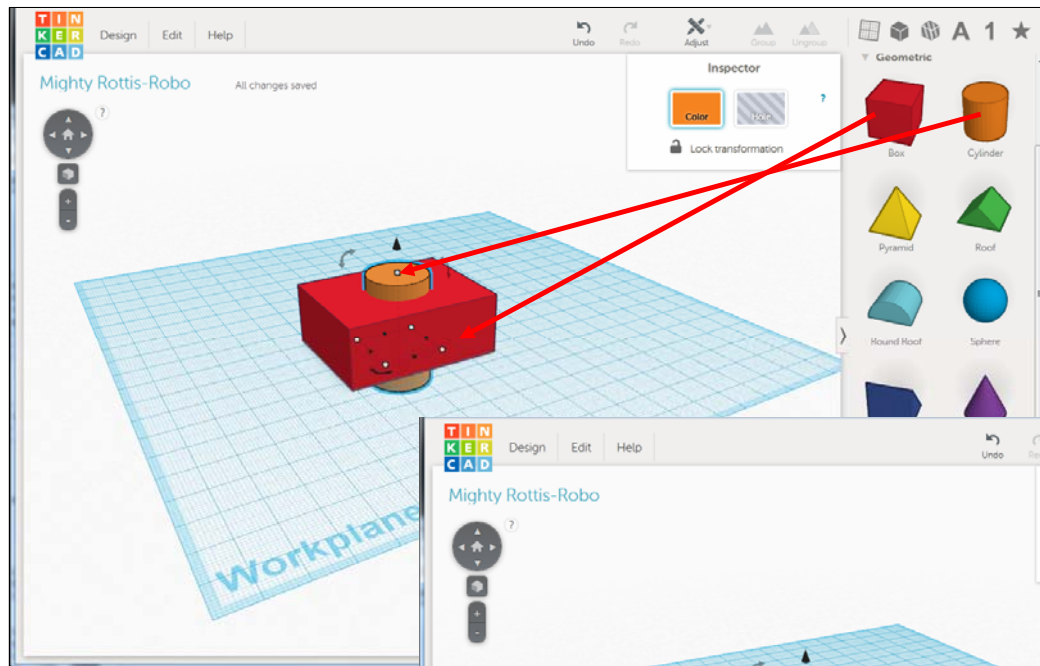 TIN
KER
CAD
Design Edit Help
Undo Redo Adjust Group Ungroup
A 1
Mighty Rottis-Robo
All changes saved
?
+
-
Workplane
Inspector
Color Hole
?
Lock transformation
Geometric
Box Cylinder
Pyramid Roof
Round Roof Sphere
TIN
KER
CAD
Design Edit Help
Undo
Mighty Rottis-Robo
?
+
-